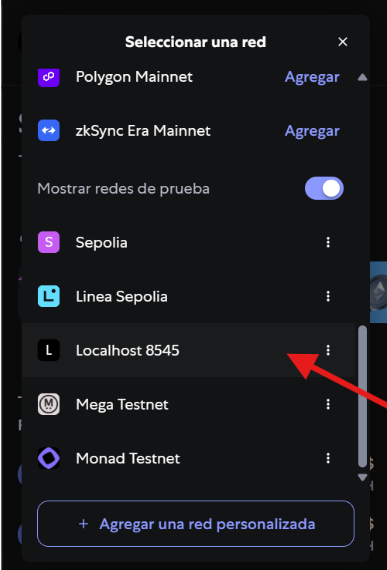 Seleccionar una red
Polygon Mainnet Agregar
zkSync Era Mainnet Agregar
Mostrar redes de prueba
S Sepolia
L Linea Sepolia
L Localhost 8545
M Mega Testnet
Monad Testnet
+ Agregar una red personalizada